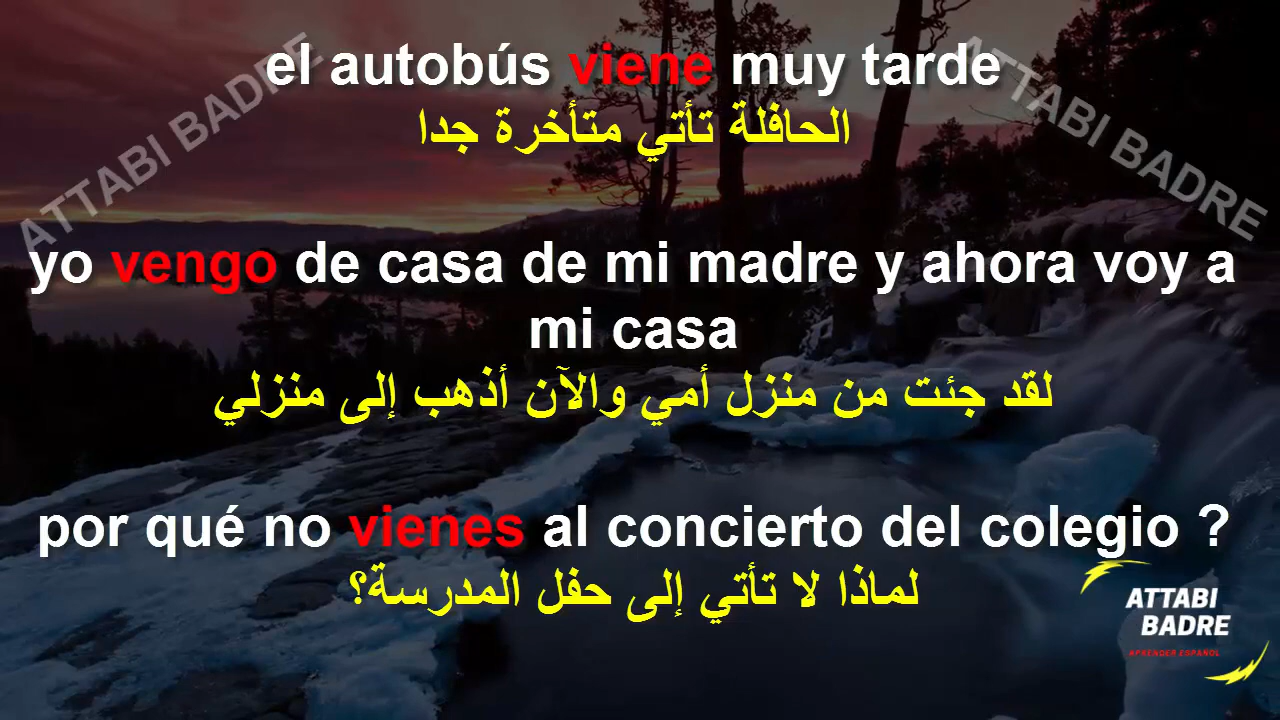 el autobús viene muy tarde
الحافلة تأتي متأخرة جدا
yo vengo de casa de mi madre y ahora voy a
mi casa
لقد جئت من منزل أمي والآن أذهب إلى منزلي
por qué no vienes al concierto del colegio ?
لماذا لا تأتي إلى حفل المدرسة؟
ATTABI BADRE
ATTABI BADRE
ATTABI
BADRE
APRENDER ESPAÑOL